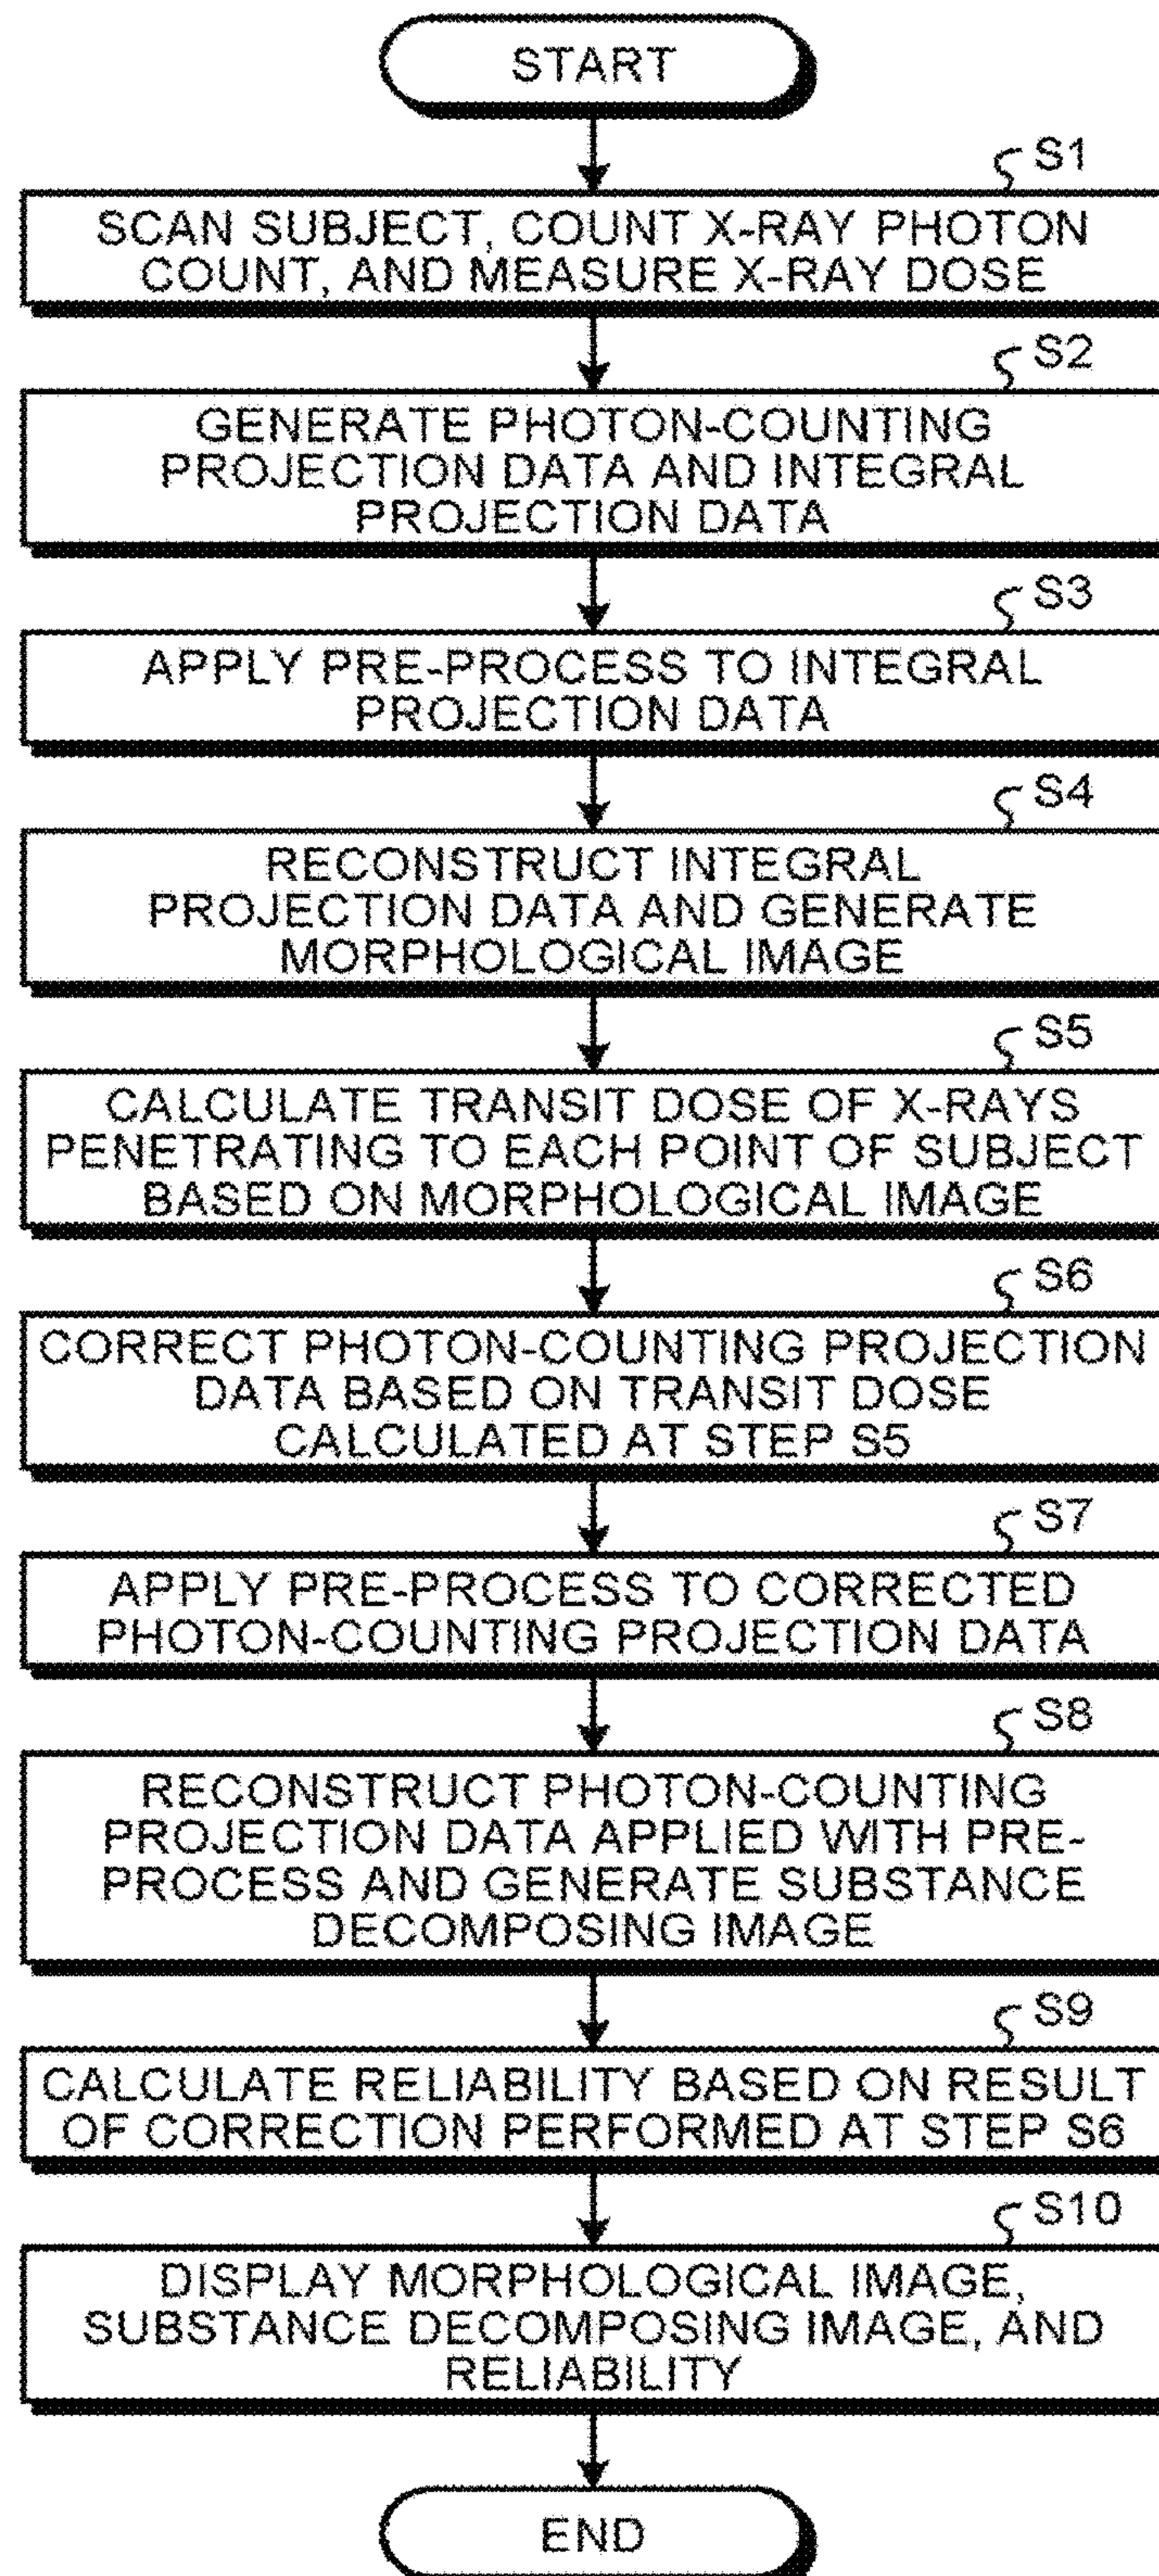 START
S1
SCAN SUBJECT, COUNT X-RAY PHOTON
COUNT, AND MEASURE X-RAY DOSE
S2
GENERATE PHOTON-COUNTING
PROJECTION DATA AND INTEGRAL
PROJECTION DATA
S3
APPLY PRE-PROCESS TO INTEGRAL
PROJECTION DATA
S4
RECONSTRUCT INTEGRAL
PROJECTION DATA AND GENERATE
MORPHOLOGICAL IMAGE
S5
CALCULATE TRANSIT DOSE OF X-RAYS
PENETRATING TO EACH POINT OF SUBJECT
BASED ON MORPHOLOGICAL IMAGE
S6
CORRECT PHOTON-COUNTING PROJECTION
DATA BASED ON TRANSIT DOSE
CALCULATED AT STEP S5
S7
APPLY PRE-PROCESS TO CORRECTED
PHOTON-COUNTING PROJECTION DATA
S8
RECONSTRUCT PHOTON-COUNTING
PROJECTION DATA APPLIED WITH PRE-
PROCESS AND GENERATE SUBSTANCE
DECOMPOSING IMAGE
S9
CALCULATE RELIABILITY BASED ON RESULT
OF CORRECTION PERFORMED AT STEP S6
S10
DISPLAY MORPHOLOGICAL IMAGE,
SUBSTANCE DECOMPOSING IMAGE, AND
RELIABILITY
END